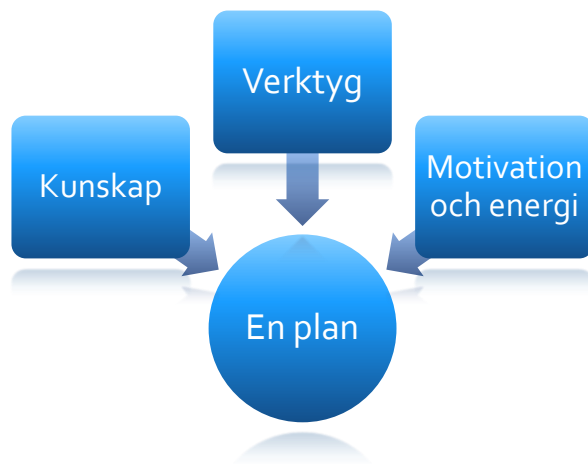 Verktyg
Kunskap
Motivation
och energi
En plan